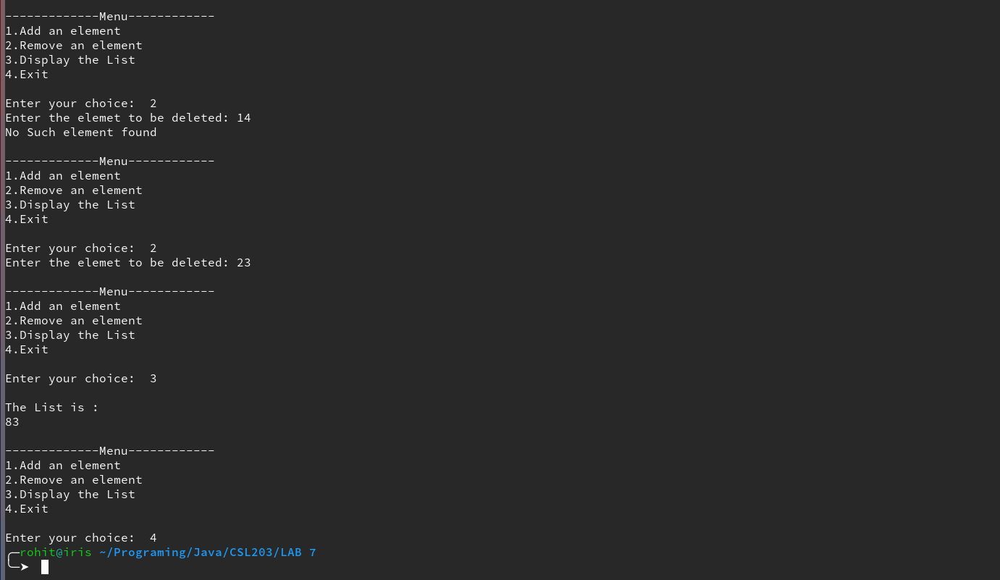 -------------Menu------------
1.Add an element
2.Remove an element
3.Display the List
4.Exit
Enter your choice:  2
Enter the elemet to be deleted: 14
No Such element found
-------------Menu------------
1.Add an element
2.Remove an element
3.Display the List
4.Exit
Enter your choice:  2
Enter the elemet to be deleted: 23
-------------Menu------------
1.Add an element
2.Remove an element
3.Display the List
4.Exit
Enter your choice:  3
The List is :
83
-------------Menu------------
1.Add an element
2.Remove an element
3.Display the List
4.Exit
Enter your choice:  4
╭─rohit@iris ~/Programing/Java/CSL203/LAB 7
╰─➤